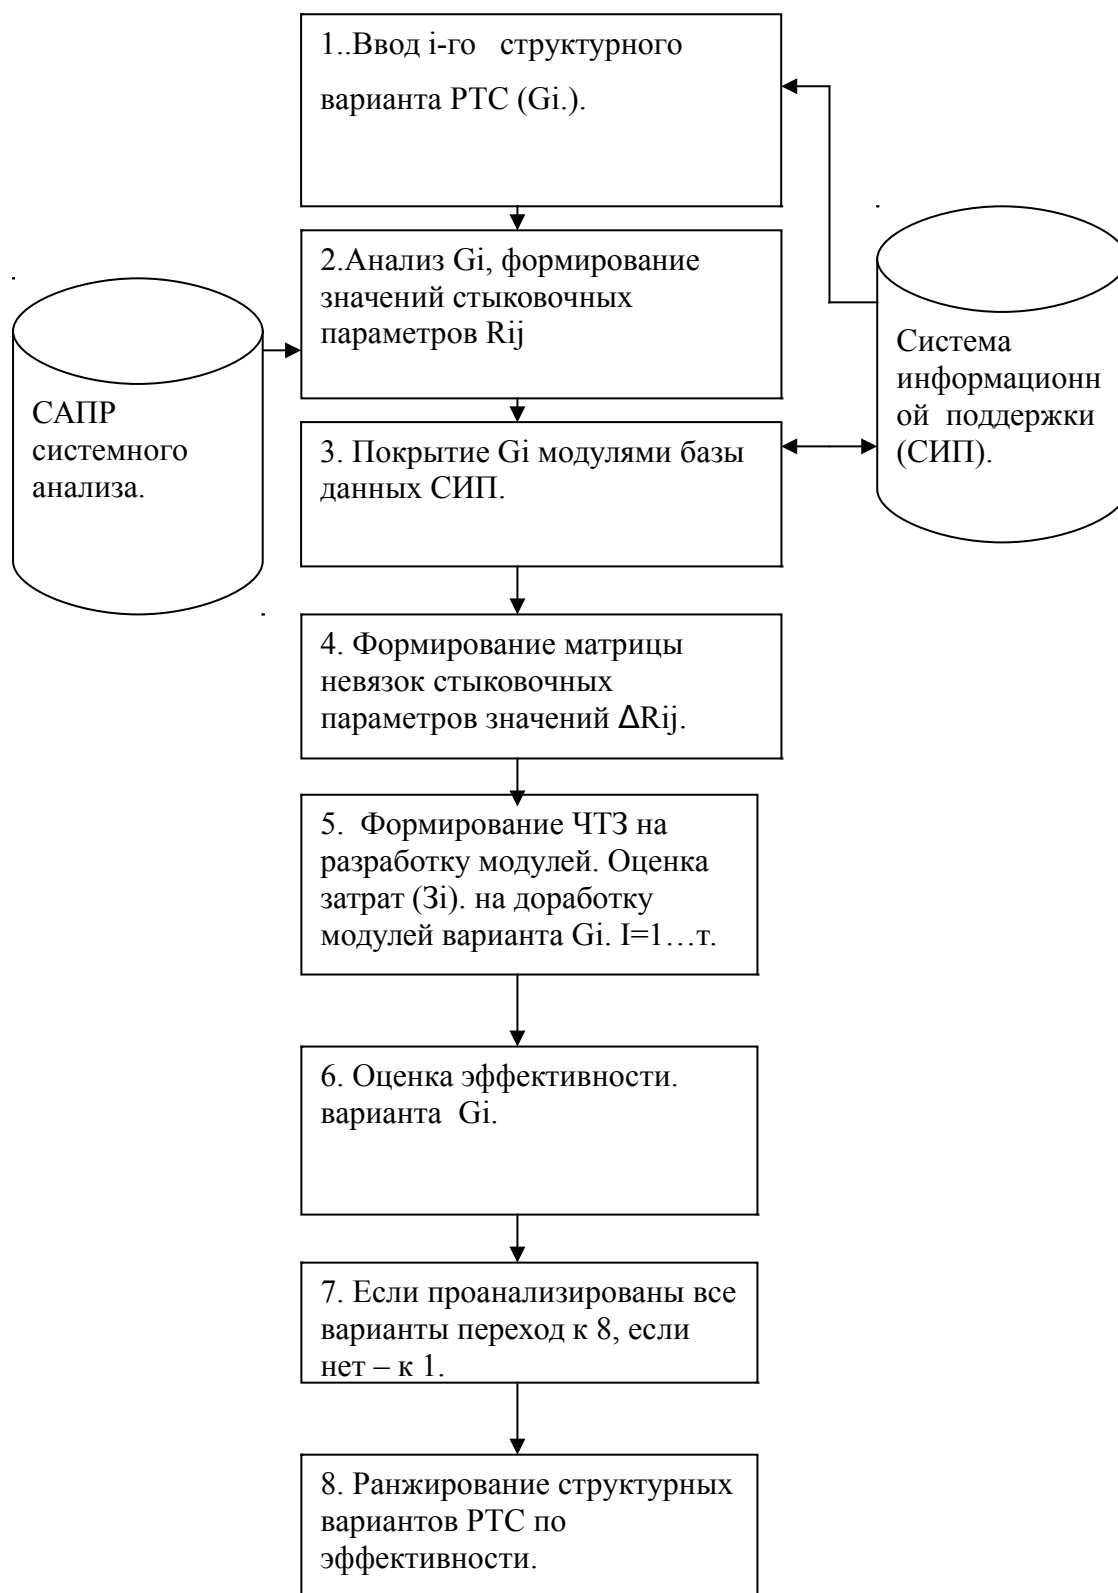 1..Ввод i-го структурного
варианта РТС (Gi.).
2.Анализ Gi, формирование
значений стыковочных
параметров Rij
САПР
системного
анализа.
Система
информационн
ой поддержки
(СИП).
3. Покрытие Gi модулями базы
данных СИП.
4. Формирование матрицы
невязок стыковочных
параметров значений ΔRij.
5. Формирование ЧТЗ на
разработку модулей. Оценка
затрат (Зi). на доработку
модулей варианта Gi. I=1…т.
6. Оценка эффективности.
варианта Gi.
7. Если проанализированы все
варианты переход к 8, если
нет – к 1.
8. Ранжирование структурных
вариантов РТС по
эффективности.